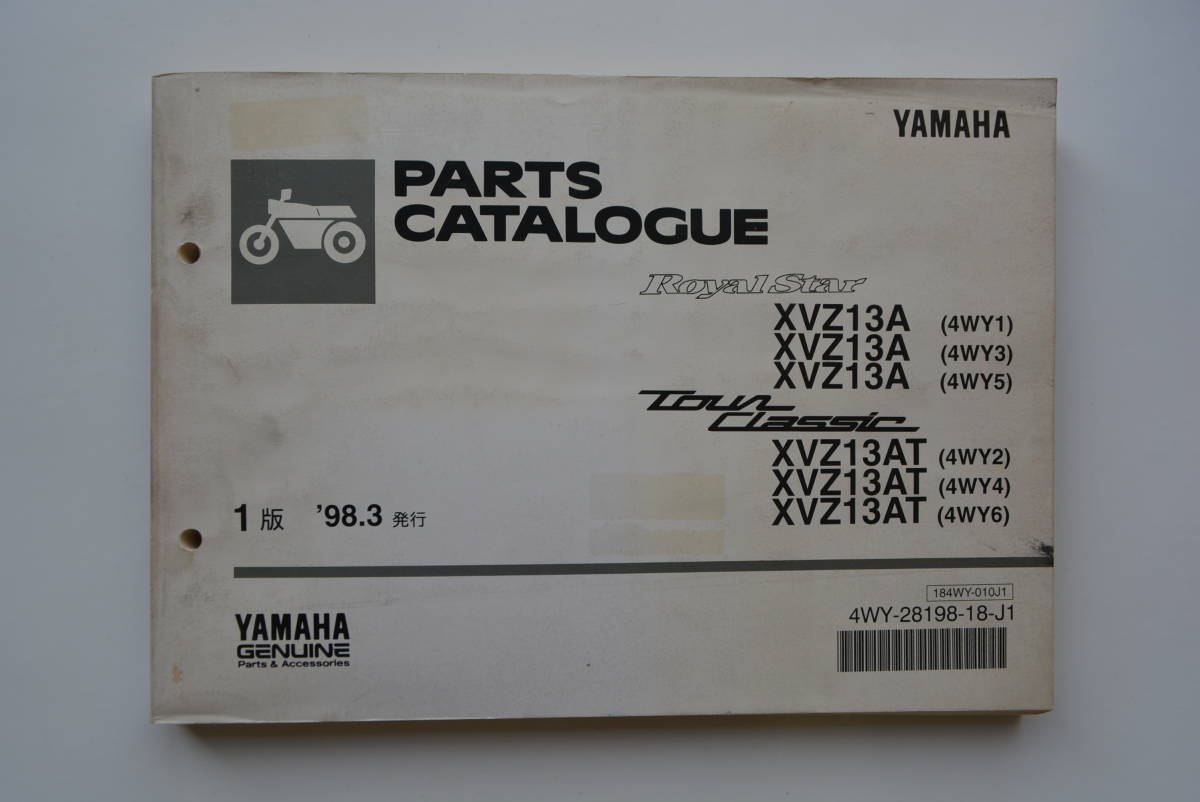 YAMAHA
PARTS
CATALOGUE
Royal Star
XVZ13A (4WY1)
XVZ13A (4WY3)
XVZ13A (4WY5)
Tour
Classic
XVZ13AT (4WY2)
XVZ13AT (4WY4)
XVZ13AT (4WY6)
1版 '98.3 発行
184WY-010J1
4WY-28198-18-J1
YAMAHA
GENUINE
Parts & Accessories